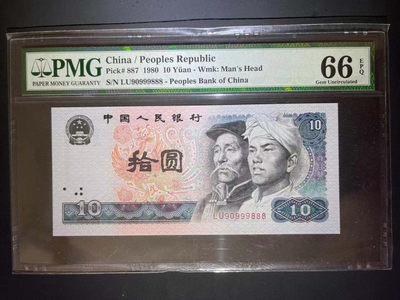 PMG
PAPER MONEY GUARANTY
China / Peoples Republic
Pick# 887 1980 10 Yüan - Wmk: Man's Head
S/N LU90999888 - Peoples Bank of China
66 EPQ
Gem Uncirculated
中国人民银行
10
拾圆
LU90999888
10
10